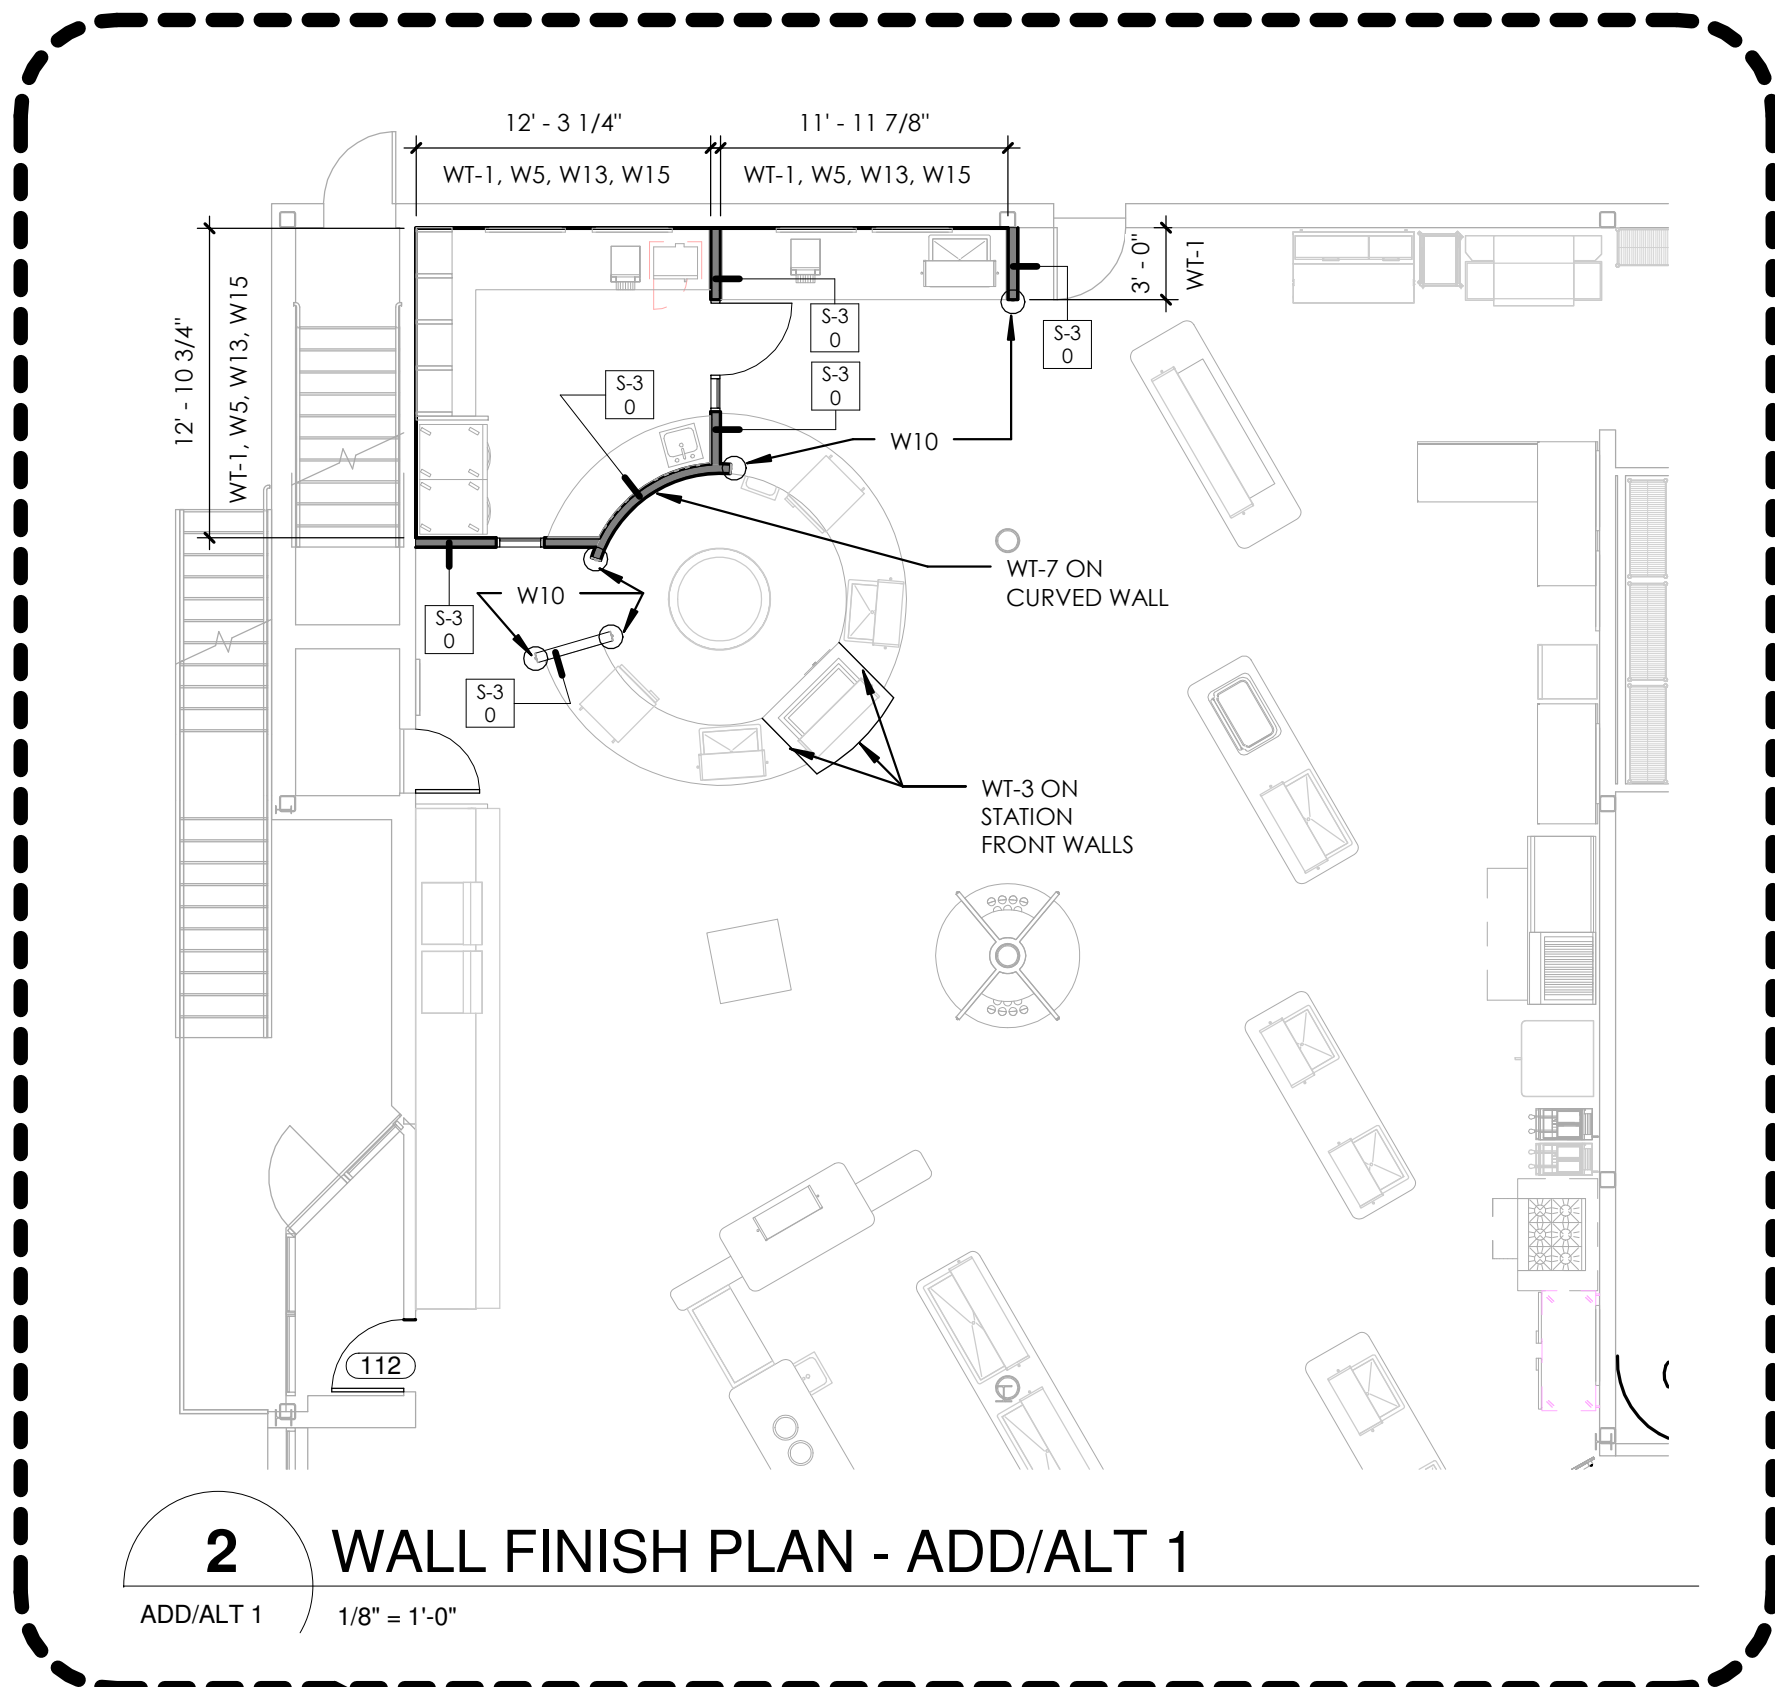 12' - 3 1/4"
11' - 11 7/8"
WT-1, W5, W13, W15
WT-1, W5, W13, W15
12' - 10 3/4"
WT-1, W5, W13, W15
3' - 0"
WT-1
S-3
0
S-3
0
S-3
0
S-3
0
W10
WT-7 ON
CURVED WALL
W10
S-3
0
S-3
0
WT-3 ON
STATION
FRONT WALLS
112
2
WALL FINISH PLAN - ADD/ALT 1
ADD/ALT 1
1/8" = 1'-0"